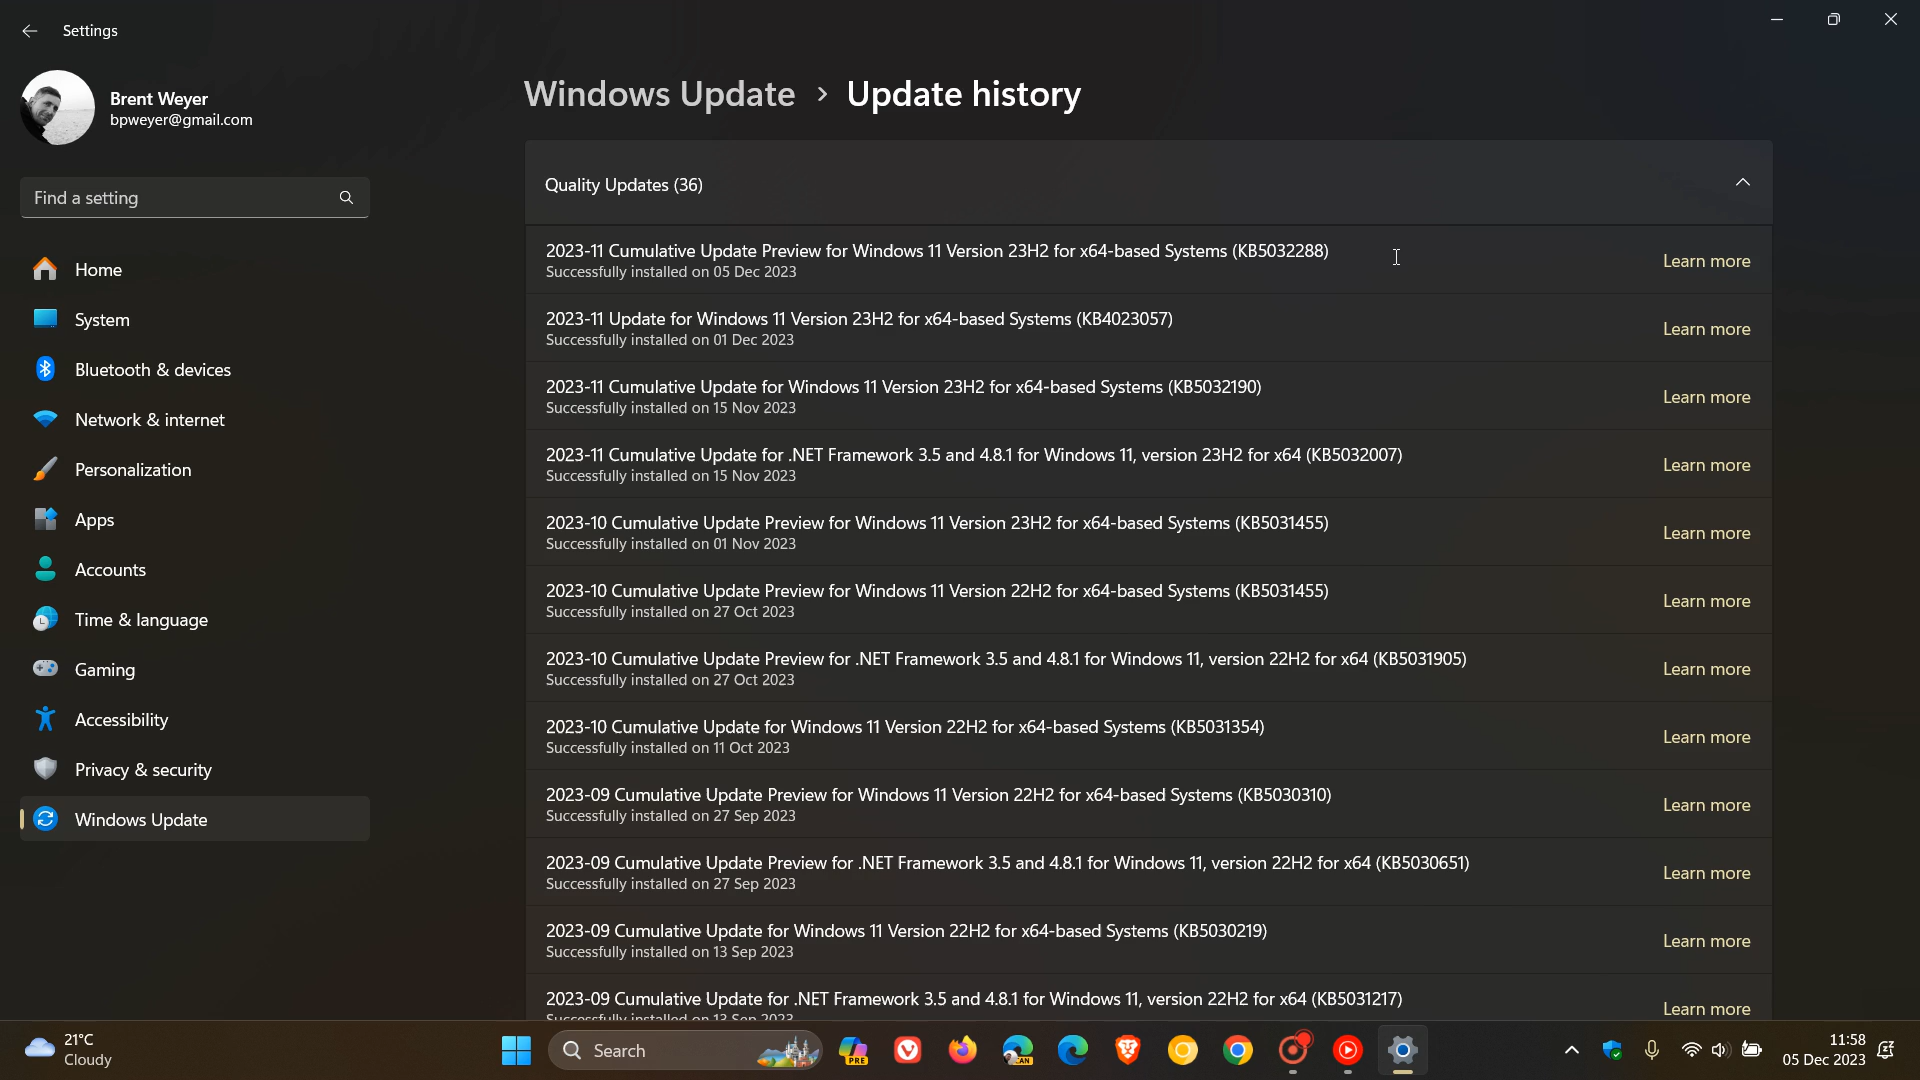 Settings
Brent Weyer
bpweyer@gmail.com
Find a setting
Home
System
Bluetooth & devices
Network & internet
Personalization
Apps
Accounts
Time & language
Gaming
Accessibility
Privacy & security
Windows Update
Windows Update > Update history
Quality Updates (36)
2023-11 Cumulative Update Preview for Windows 11 Version 23H2 for x64-based Systems (KB5032288)
Successfully installed on 05 Dec 2023
Learn more
2023-11 Update for Windows 11 Version 23H2 for x64-based Systems (KB4023057)
Successfully installed on 01 Dec 2023
Learn more
2023-11 Cumulative Update for Windows 11 Version 23H2 for x64-based Systems (KB5032190)
Successfully installed on 15 Nov 2023
Learn more
2023-11 Cumulative Update for .NET Framework 3.5 and 4.8.1 for Windows 11, version 23H2 for x64 (KB5032007)
Successfully installed on 15 Nov 2023
Learn more
2023-10 Cumulative Update Preview for Windows 11 Version 23H2 for x64-based Systems (KB5031455)
Successfully installed on 01 Nov 2023
Learn more
2023-10 Cumulative Update Preview for Windows 11 Version 22H2 for x64-based Systems (KB5031455)
Successfully installed on 27 Oct 2023
Learn more
2023-10 Cumulative Update Preview for .NET Framework 3.5 and 4.8.1 for Windows 11, version 22H2 for x64 (KB5031905)
Successfully installed on 27 Oct 2023
Learn more
2023-10 Cumulative Update for Windows 11 Version 22H2 for x64-based Systems (KB5031354)
Successfully installed on 11 Oct 2023
Learn more
2023-09 Cumulative Update Preview for Windows 11 Version 22H2 for x64-based Systems (KB5030310)
Successfully installed on 27 Sep 2023
Learn more
2023-09 Cumulative Update Preview for .NET Framework 3.5 and 4.8.1 for Windows 11, version 22H2 for x64 (KB5030651)
Successfully installed on 27 Sep 2023
Learn more
2023-09 Cumulative Update for Windows 11 Version 22H2 for x64-based Systems (KB5030219)
Successfully installed on 13 Sep 2023
Learn more
2023-09 Cumulative Update for .NET Framework 3.5 and 4.8.1 for Windows 11, version 22H2 for x64 (KB5031217)
Successfully installed on 13 Sep 2023
Learn more
21°C
Cloudy
Search
PRE
CAN
11:58
05 Dec 2023